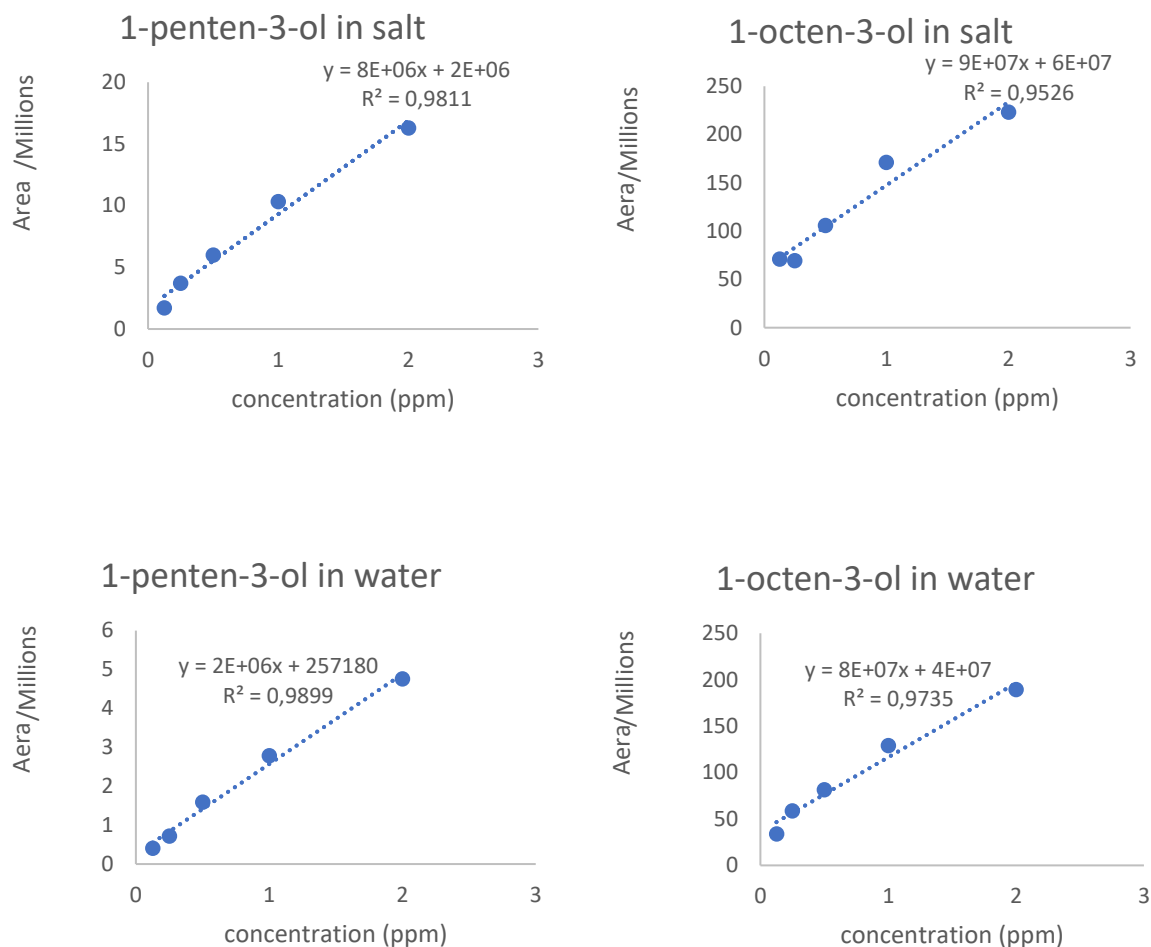 1-penten-3-ol in salt
y = 8E+06x + 2E+06
R² = 0,9811
Area /Millions
20
15
10
5
0
0 1 2 3
concentration (ppm)
1-octen-3-ol in salt
y = 9E+07x + 6E+07
R² = 0,9526
Aera/Millions
250
200
150
100
50
0
0 1 2 3
concentration (ppm)
1-penten-3-ol in water
y = 2E+06x + 257180
R² = 0,9899
Aera/Millions
6
5
4
3
2
1
0
0 1 2 3
concentration (ppm)
1-octen-3-ol in water
y = 8E+07x + 4E+07
R² = 0,9735
Aera/Millions
250
200
150
100
50
0
0 1 2 3
concentration (ppm)